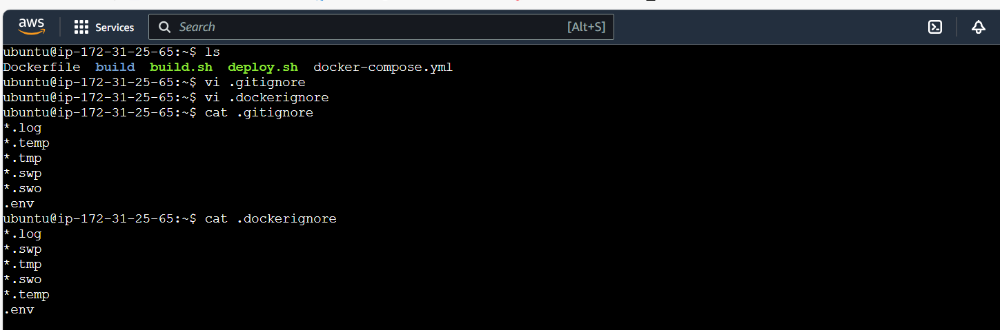 aws Services Search [Alt+S]
ubuntu@ip-172-31-25-65:~$ ls
Dockerfile  build  build.sh  deploy.sh  docker-compose.yml
ubuntu@ip-172-31-25-65:~$ vi .gitignore
ubuntu@ip-172-31-25-65:~$ vi .dockerignore
ubuntu@ip-172-31-25-65:~$ cat .gitignore
*.log
*.temp
*.tmp
*.swp
*.swo
.env
ubuntu@ip-172-31-25-65:~$ cat .dockerignore
*.log
*.swp
*.tmp
*.swo
*.temp
.env